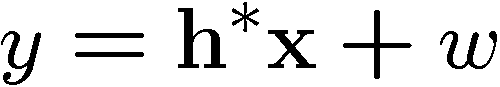 y = h*x + w